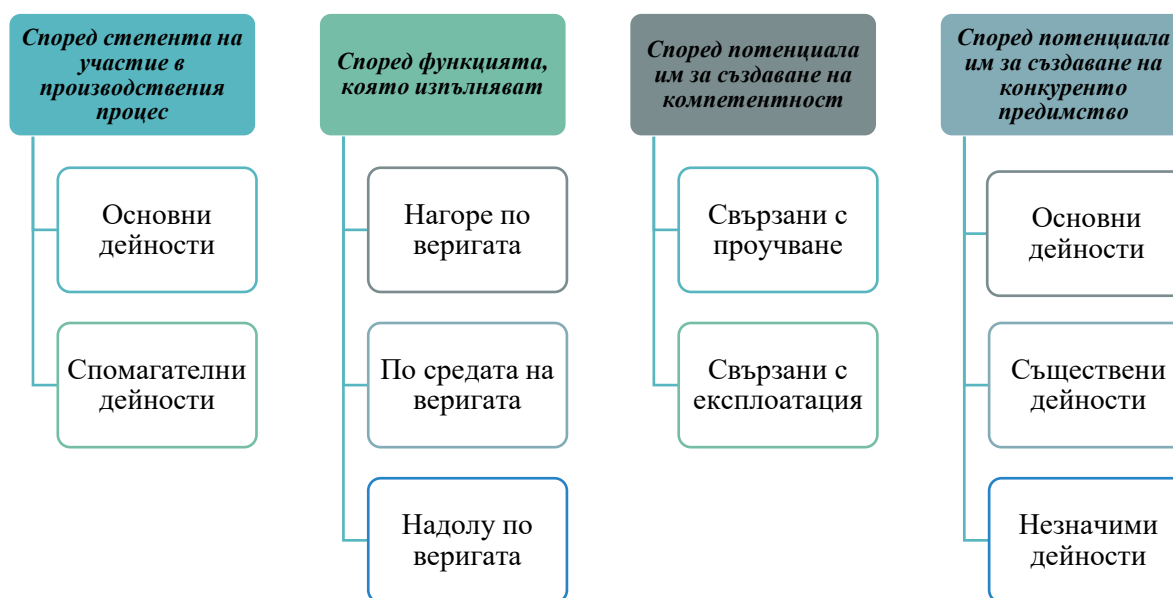 Според степента на
участие в
производствения
процес
Основни
дейности
Спомагателни
дейности
Според функцията,
която изпълняват
Нагоре по
веригата
По средата на
веригата
Надолу по
веригата
Според потенциала
им за създаване на
компетентност
Свързани с
проучване
Свързани с
експлоатация
Според потенциала
им за създаване на
конкуренто
предимство
Основни
дейности
Съществени
дейности
Незначими
дейности